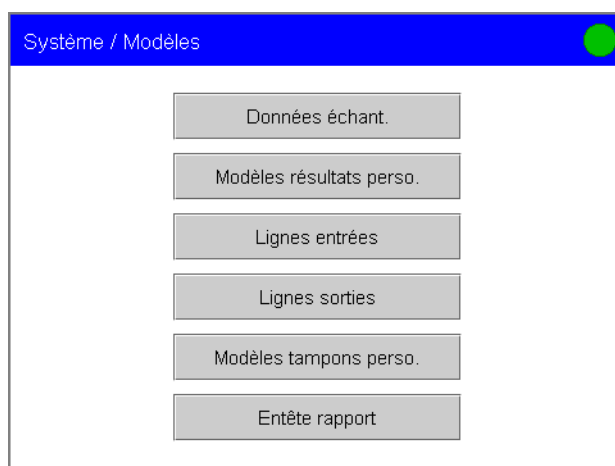 Système / Modèles
Données échant.
Modèles résultats perso.
Lignes entrées
Lignes sorties
Modèles tampons perso.
Entête rapport